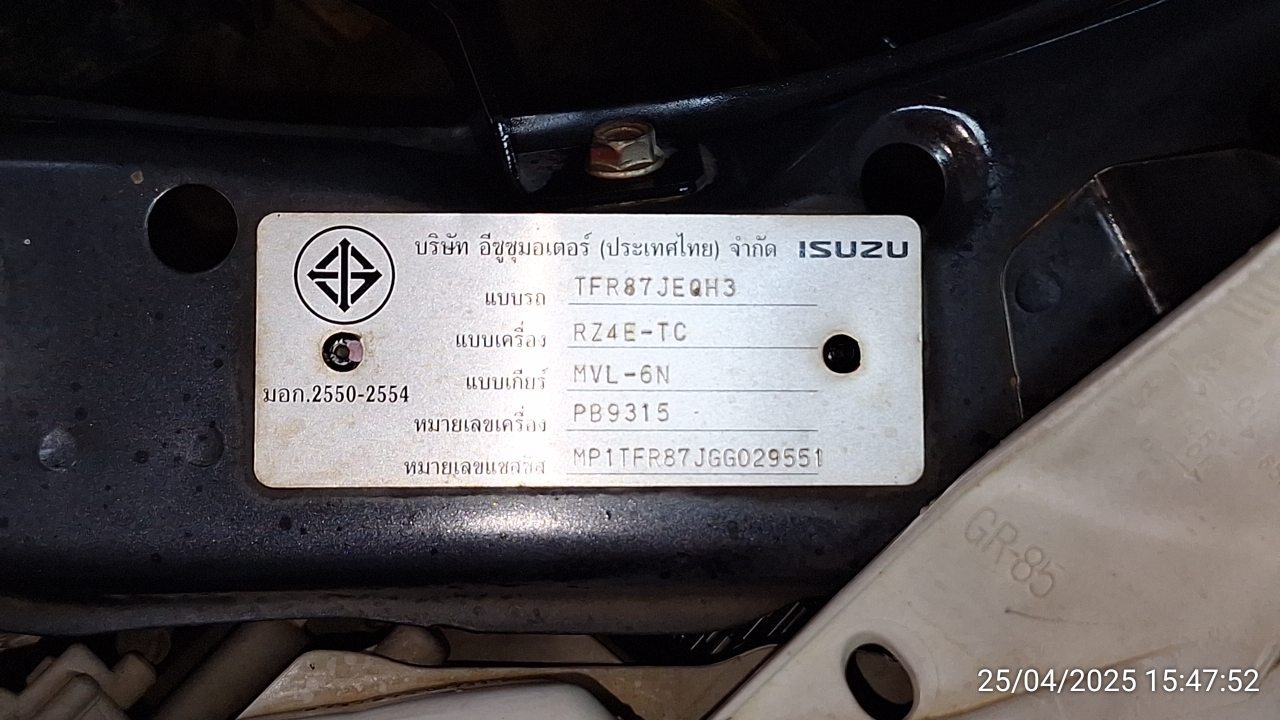 บริษัท อีซูซุมอเตอร์ (ประเทศไทย) จำกัด ISUZU
แบบรถ TFR87JEQH3
แบบเครื่อง RZ4E-TC
แบบเกียร์ MVL-6N
มอก.2550-2554
หมายเลขเครื่อง PB9315
หมายเลขแชสซีส์ MP1TFR87JGG029551
GR-85
25/04/2025 15:47:52